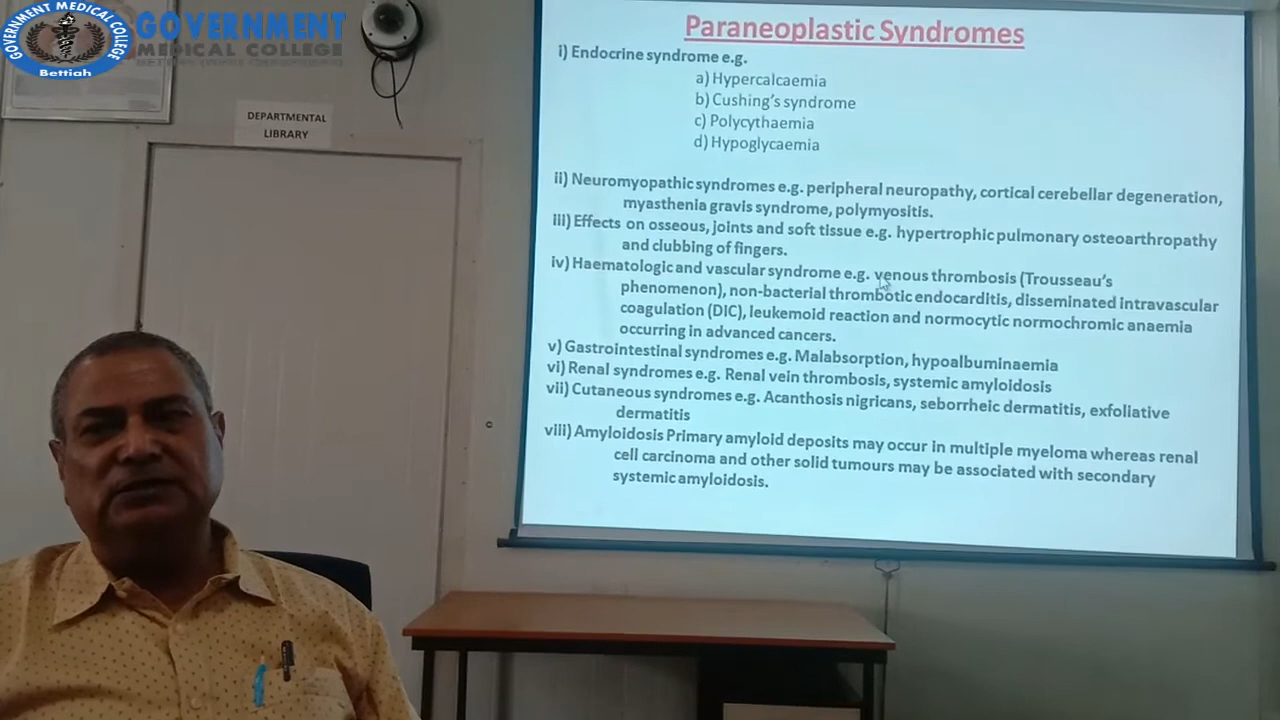 GOVERNMENT MEDICAL COLLEGE
Bettiah
GOVERNMENT
MEDICAL COLLEGE
DEPARTMENTAL
LIBRARY
Paraneoplastic Syndromes
i) Endocrine syndrome e.g.
a) Hypercalcaemia
b) Cushing's syndrome
c) Polycythaemia
d) Hypoglycaemia
ii) Neuromyopathic syndromes e.g. peripheral neuropathy, cortical cerebellar degeneration,
myasthenia gravis syndrome, polymyositis.
iii) Effects on osseous, joints and soft tissue e.g. hypertrophic pulmonary osteoarthropathy
and clubbing of fingers.
iv) Haematologic and vascular syndrome e.g. venous thrombosis (Trousseau's
phenomenon), non-bacterial thrombotic endocarditis, disseminated intravascular
coagulation (DIC), leukemoid reaction and normocytic normochromic anaemia
occurring in advanced cancers.
v) Gastrointestinal syndromes e.g. Malabsorption, hypoalbuminaemia
vi) Renal syndromes e.g. Renal vein thrombosis, systemic amyloidosis
vii) Cutaneous syndromes e.g. Acanthosis nigricans, seborrheic dermatitis, exfoliative
dermatitis
viii) Amyloidosis Primary amyloid deposits may occur in multiple myeloma whereas renal
cell carcinoma and other solid tumours may be associated with secondary
systemic amyloidosis.